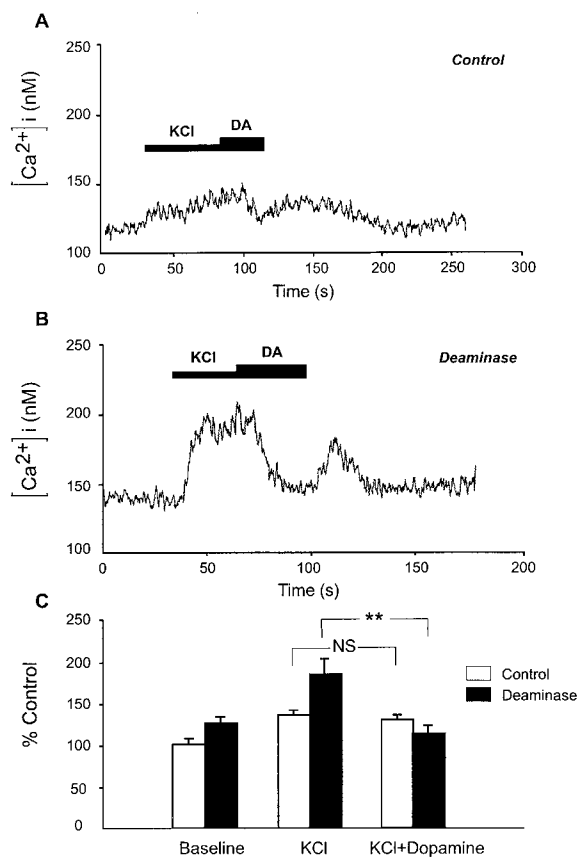 A
250
Control
200
KCl
DA
150
100
[Ca2+] i (nM)
0
50
100
150
200
250
300
Time (s)
B
250
KCl
DA
Deaminase
200
150
100
[Ca2+] i (nM)
0
50
100
150
200
Time (s)
C
250
200
150
100
50
0
% Control
**
NS
Control
Deaminase
Baseline
KCl
KCl+Dopamine